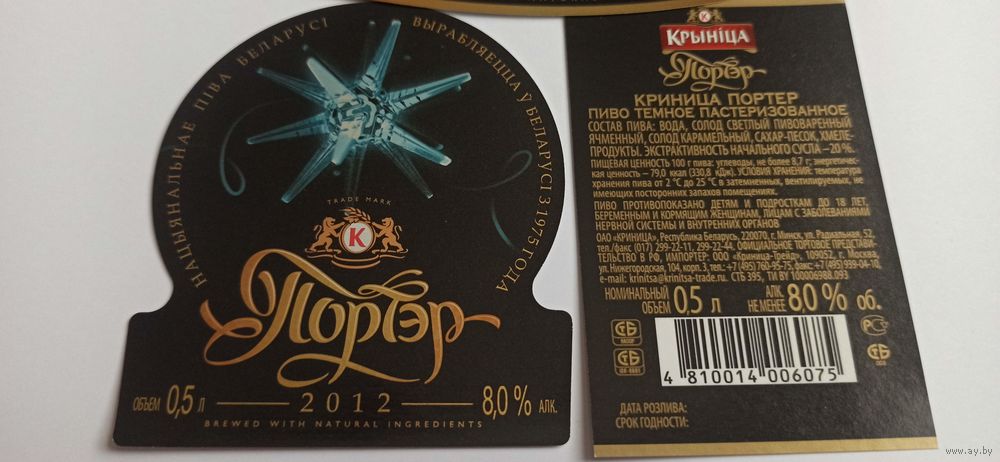 НАЦЫЯНАЛЬНАЕ ПІВА БЕЛАРУСІ
ВЫРАБЛЯЕЦЦА Ў БЕЛАРУСІ З 1975 ГОДА
TRADE MARK
К
Портэр
ОБЪЕМ 0,5 л
2012
8,0 % АЛК.
BREWED WITH NATURAL INGREDIENTS
К
КРЫНІЦА
Портэр
КРИНИЦА ПОРТЕР
ПИВО ТЕМНОЕ ПАСТЕРИЗОВАННОЕ
СОСТАВ ПИВА: ВОДА, СОЛОД СВЕТЛЫЙ ПИВОВАРЕННЫЙ
ЯЧМЕННЫЙ, СОЛОД КАРАМЕЛЬНЫЙ, САХАР-ПЕСОК, ХМЕЛЕ-
ПРОДУКТЫ. ЭКСТРАКТИВНОСТЬ НАЧАЛЬНОГО СУСЛА –20 %.
ПИЩЕВАЯ ЦЕННОСТЬ 100 г пива: углеводы, не более 8,7 г; энергетичес-
кая ценность – 79,0 ккал (330,8 кДж). УСЛОВИЯ ХРАНЕНИЯ: температура
хранения пива от 2 °С до 25 °С в затемненных, вентилируемых, не
имеющих посторонних запахов помещениях.
ПИВО ПРОТИВОПОКАЗАНО ДЕТЯМ И ПОДРОСТКАМ ДО 18 ЛЕТ,
БЕРЕМЕННЫМ И КОРМЯЩИМ ЖЕНЩИНАМ, ЛИЦАМ С ЗАБОЛЕВАНИЯМИ
НЕРВНОЙ СИСТЕМЫ И ВНУТРЕННИХ ОРГАНОВ
ОАО «КРИНИЦА», Республика Беларусь, 220070, г. Минск, ул. Радиальная, 52,
тел./факс (017) 299-22-11, 299-22-44. ОФИЦИАЛЬНОЕ ТОРГОВОЕ ПРЕДСТАВИ-
ТЕЛЬСТВО В РФ, ИМПОРТЕР: ООО «Криница-Трейд», 109052, г. Москва,
ул. Нижегородская, 104, корп. 3, тел.: +7 (495) 760-95-75, факс: +7 (495) 999-04-10,
e-mail: krinitsa@krinitsa-trade.ru. СТБ 395, ТИ BY 100006988.093
НОМИНАЛЬНЫЙ ОБЪЕМ 0,5 л АЛК. НЕ МЕНЕЕ 8,0 % об.
4 810014 006075
ДАТА РОЗЛИВА:
СРОК ГОДНОСТИ:
www.ay.by